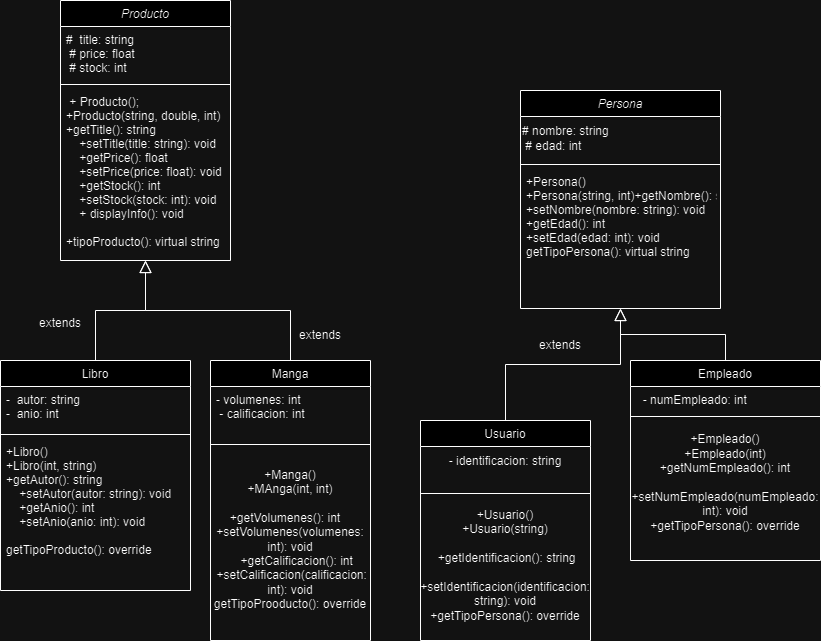 Producto
# title: string
# price: float
# stock: int
+ Producto();
+Producto(string, double, int)
+getTitle(): string
+setTitle(title: string): void
+getPrice(): float
+setPrice(price: float): void
+getStock(): int
+setStock(stock: int): void
+ displayInfo(): void
+tipoProducto(): virtual string
Persona
# nombre: string
# edad: int
+Persona()
+Persona(string, int)+getNombre():
+setNombre(nombre: string): void
+getEdad(): int
+setEdad(edad: int): void
getTipoPersona(): virtual string
extends
extends
extends
Libro
- autor: string
- anio: int
+Libro()
+Libro(int, string)
+getAutor(): string
+setAutor(autor: string): void
+getAnio(): int
+setAnio(anio: int): void
getTipoProducto(): override
Manga
- volumenes: int
- calificacion: int
+Manga()
+MAnga(int, int)
+getVolumenes(): int
+setVolumenes(volumenes:
int): void
+getCalificacion(): int
+setCalificacion(calificacion:
int): void
getTipoProoducto(): override
Usuario
- identificacion: string
+Usuario()
+Usuario(string)
+getIdentificacion(): string
+setIdentificacion(identificacion:
string): void
+getTipoPersona(): override
Empleado
- numEmpleado: int
+Empleado()
+Empleado(int)
+getNumEmpleado(): int
+setNumEmpleado(numEmpleado:
int): void
+getTipoPersona(): override